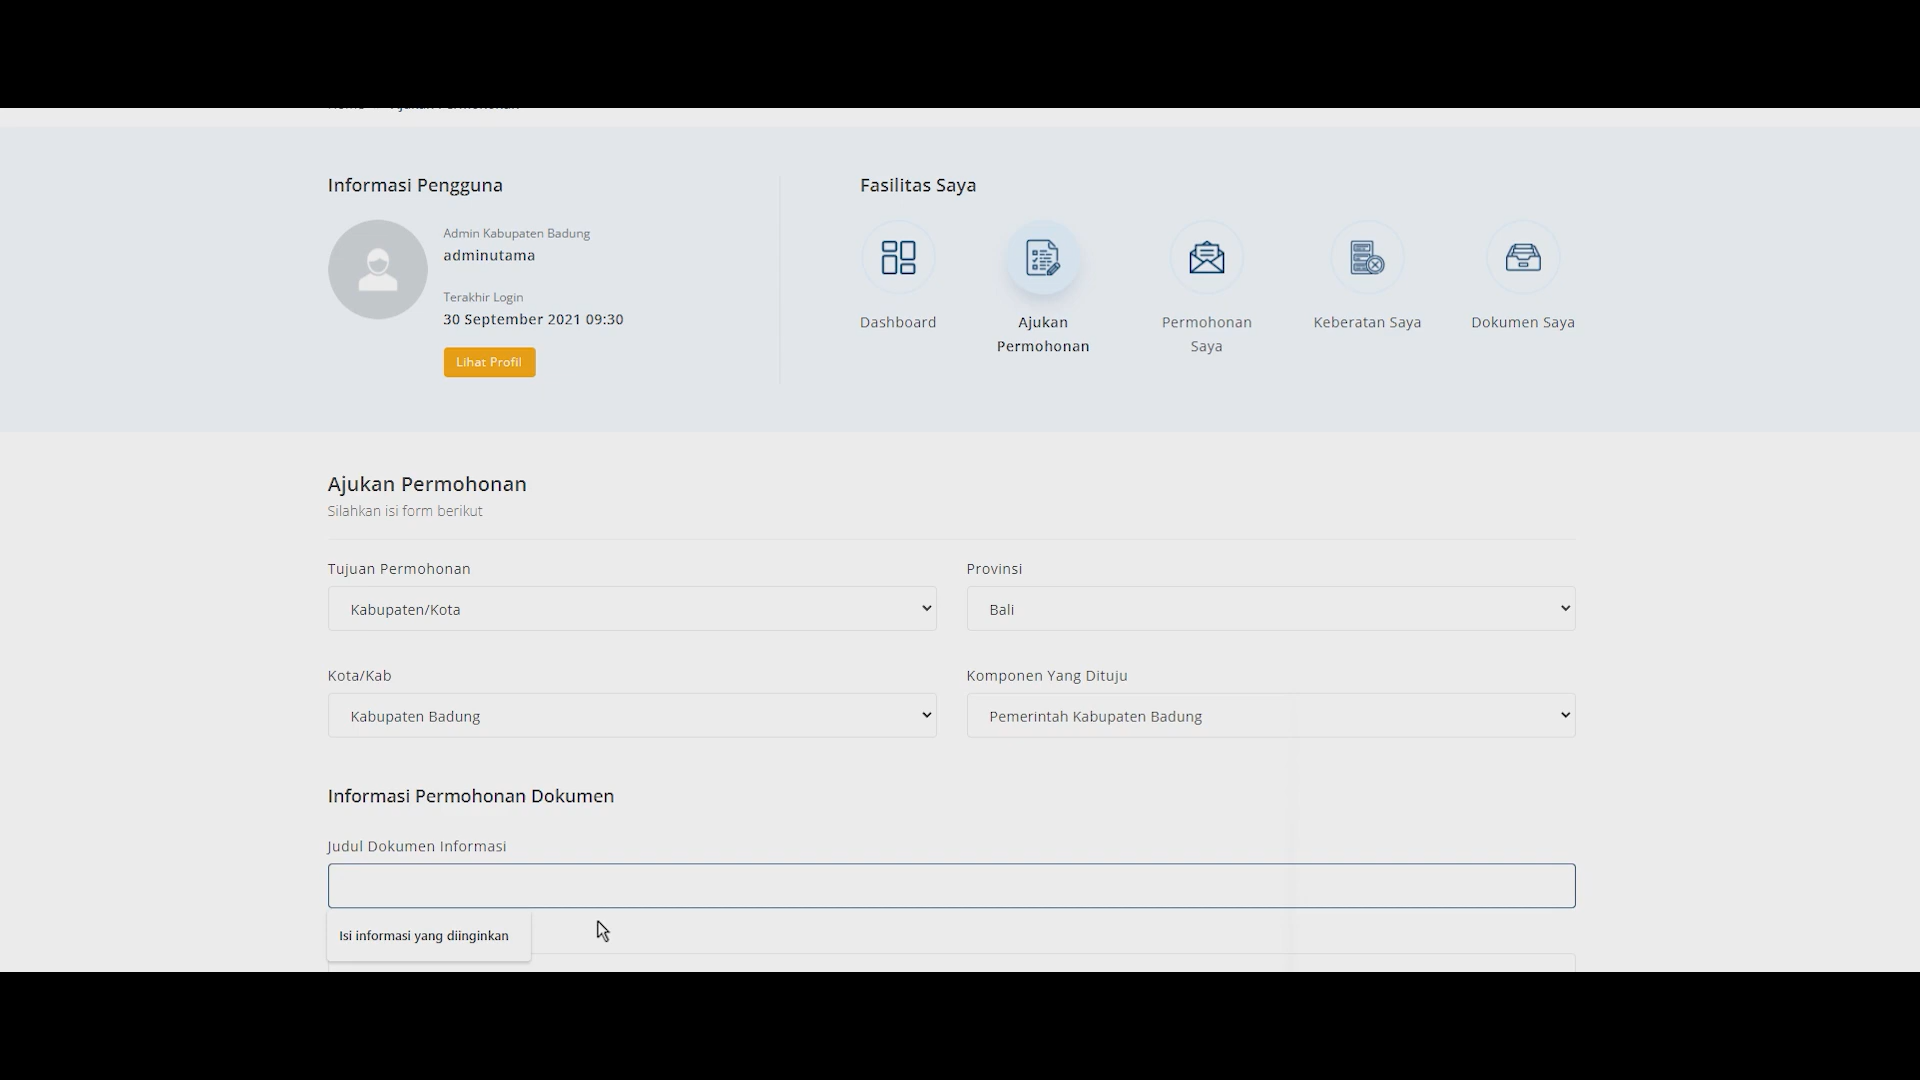 Informasi Pengguna
Admin Kabupaten Badung
adminutama
Terakhir Login
30 September 2021 09:30
Lihat Profil
Fasilitas Saya
Dashboard
Ajukan
Permohonan
Permohonan
Saya
Keberatan Saya
Dokumen Saya
Ajukan Permohonan
Silahkan isi form berikut
Tujuan Permohonan
Kabupaten/Kota
Provinsi
Bali
Kota/Kab
Kabupaten Badung
Komponen Yang Dituju
Pemerintah Kabupaten Badung
Informasi Permohonan Dokumen
Judul Dokumen Informasi
Isi informasi yang diinginkan